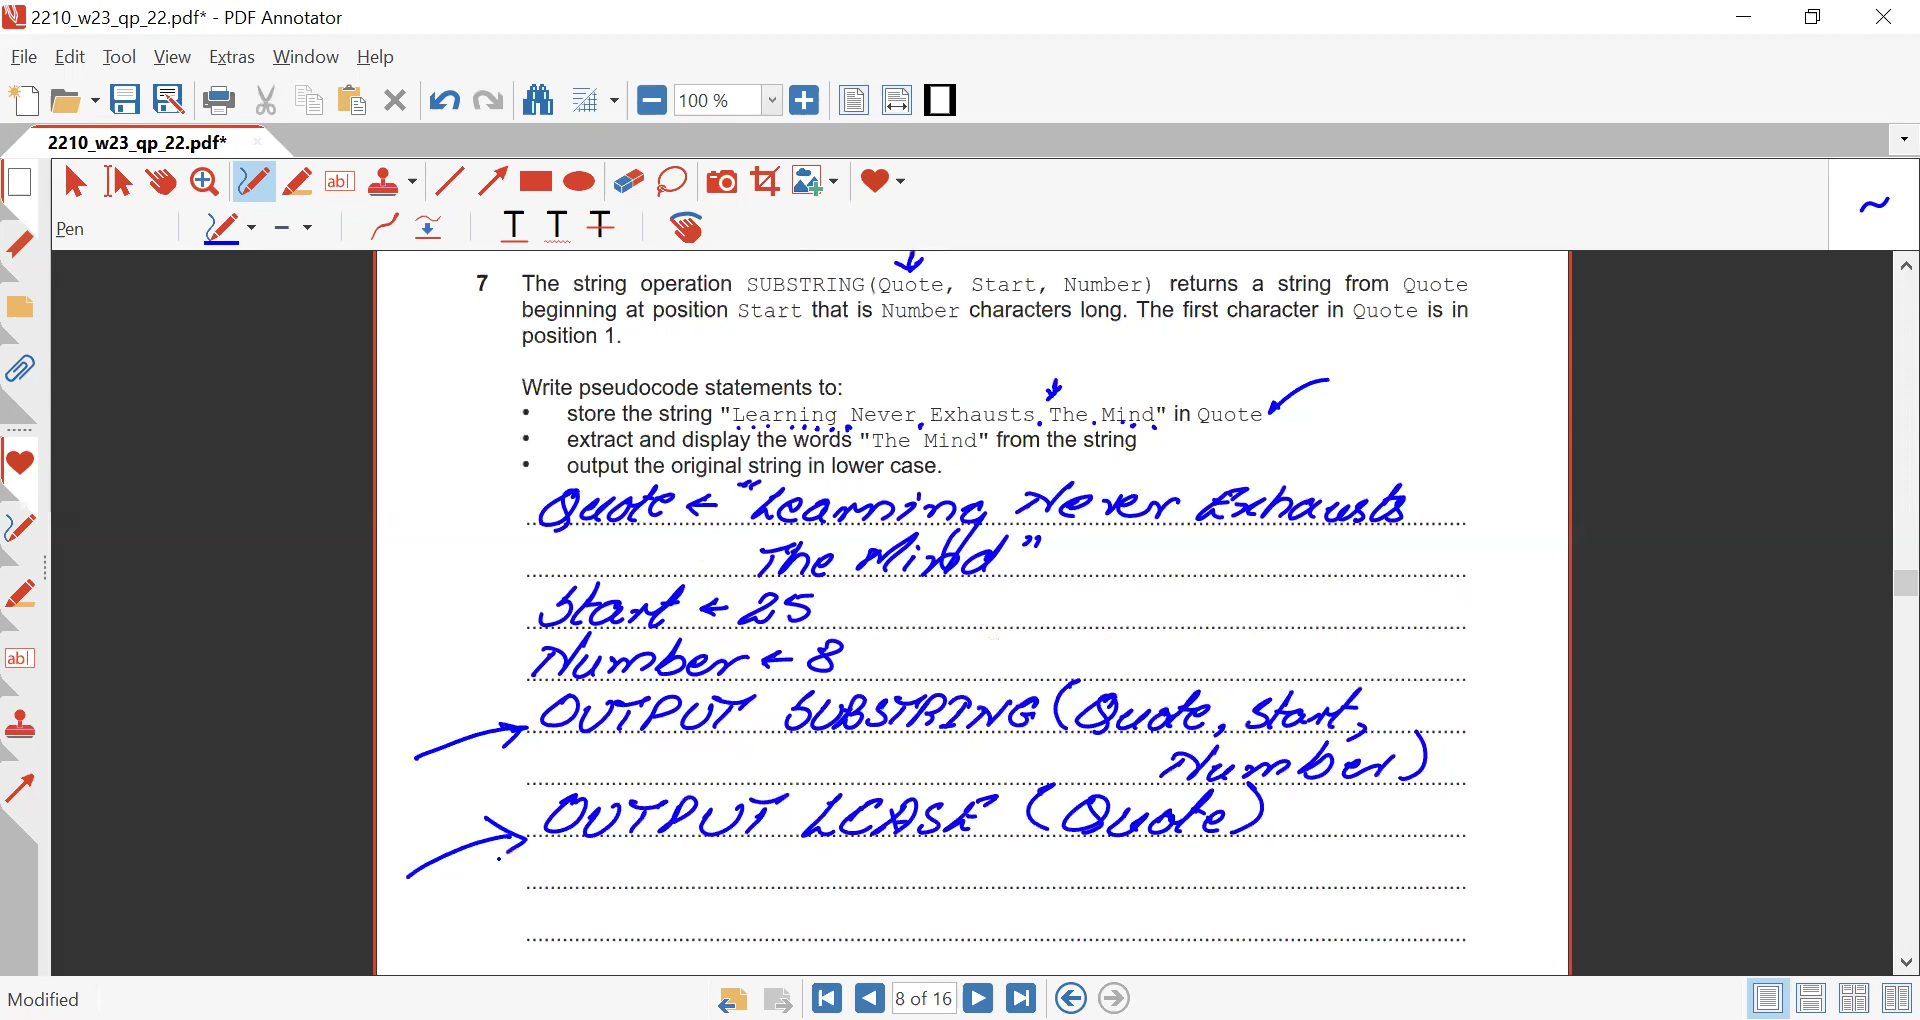 2210_w23_qp_22.pdf* - PDF Annotator
File Edit Tool View Extras Window Help
100 %
2210_w23_qp_22.pdf*
ab|
Pen
T T T
7 The string operation SUBSTRING(Quote, Start, Number) returns a string from Quote
beginning at position Start that is Number characters long. The first character in Quote is in
position 1.
Write pseudocode statements to:
• store the string "Learning Never Exhausts The Mind" in Quote
• extract and display the words "The Mind" from the string
• output the original string in lower case.
Quote ← "Learning Never Exhausts
The Mind"
Start ← 25
Number ← 8
OUTPUT SUBSTRING (Quote, Start,
Number)
OUTPUT LCASE (Quote)
ab|
Modified
8 of 16